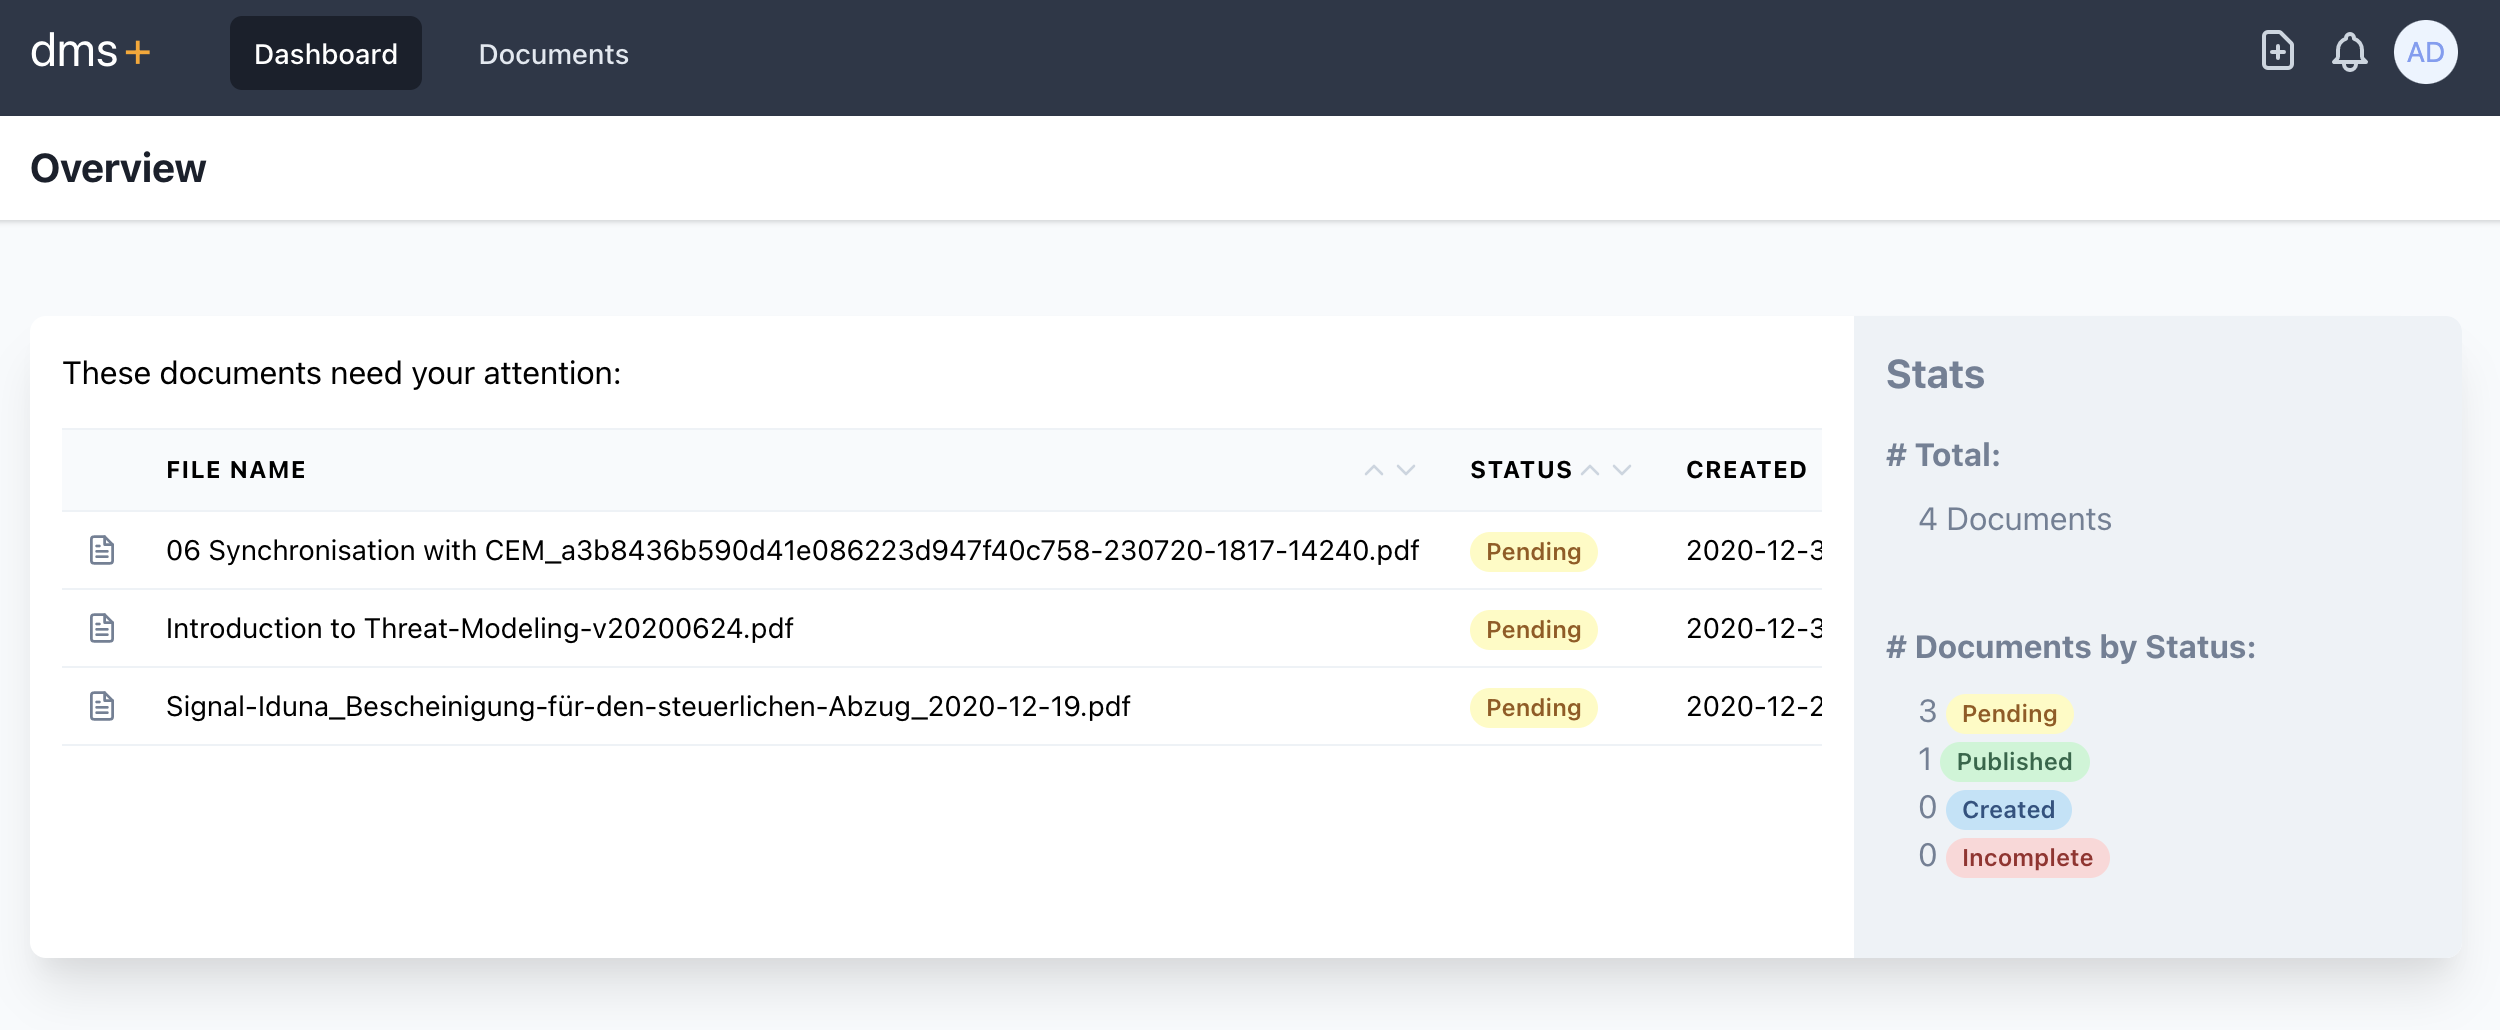 dms+ Dashboard Documents AD
Overview
These documents need your attention:
FILE NAME STATUS CREATED
06 Synchronisation with CEM_a3b8436b590d41e086223d947f40c758-230720-1817-14240.pdf Pending 2020-12-3
Introduction to Threat-Modeling-v20200624.pdf Pending 2020-12-3
Signal-Iduna_Bescheinigung-für-den-steuerlichen-Abzug_2020-12-19.pdf Pending 2020-12-2
Stats
# Total:
4 Documents
# Documents by Status:
3 Pending
1 Published
0 Created
0 Incomplete